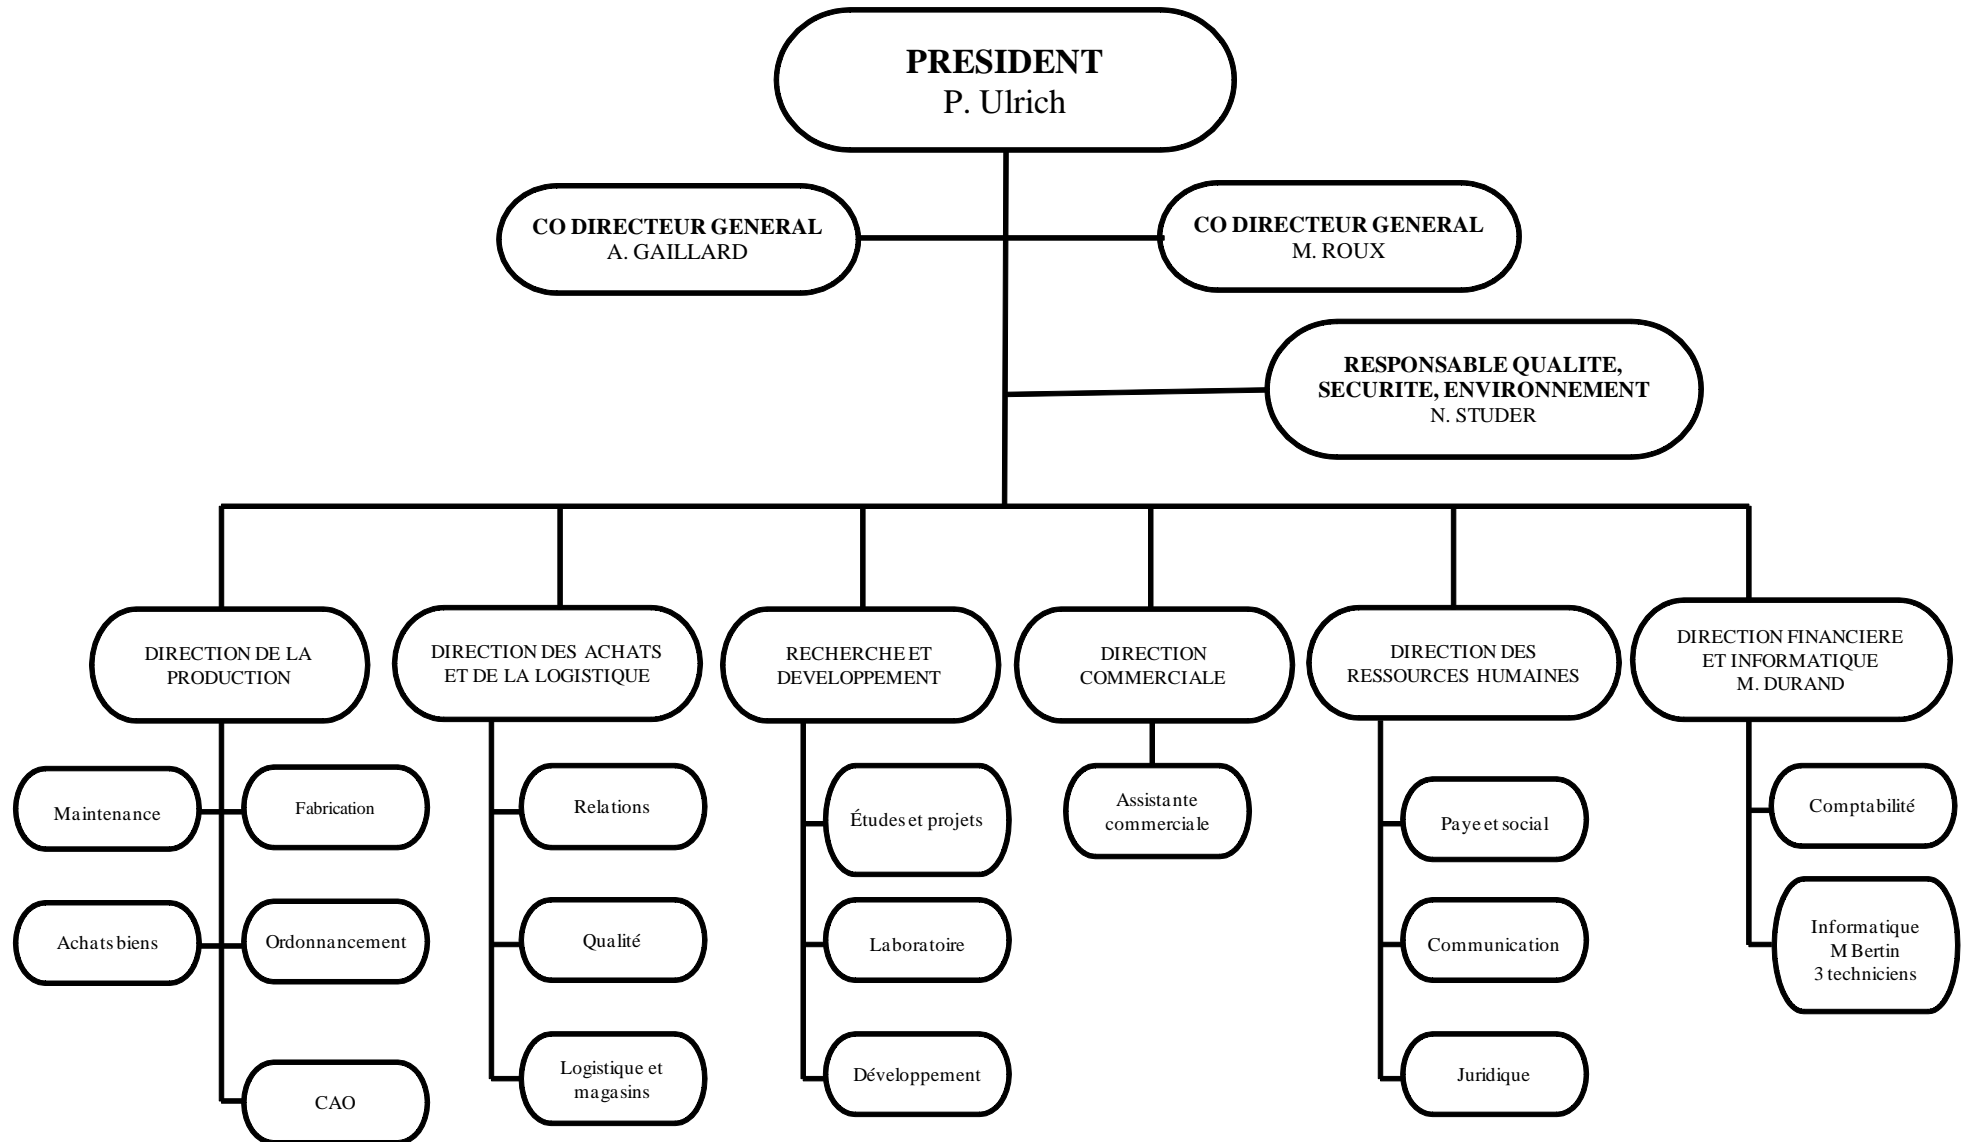 PRESIDENT
P. Ulrich
CO DIRECTEUR GENERAL
A. GAILLARD
CO DIRECTEUR GENERAL
M. ROUX
RESPONSABLE QUALITE,
SECURITE, ENVIRONNEMENT
N. STUDER
DIRECTION DE LA
PRODUCTION
DIRECTION DES ACHATS
ET DE LA LOGISTIQUE
RECHERCHE ET
DEVELOPPEMENT
DIRECTION
COMMERCIALE
DIRECTION DES
RESSOURCES HUMAINES
DIRECTION FINANCIERE
ET INFORMATIQUE
M. DURAND
Maintenance
Fabrication
Relations
Études et projets
Assistante
commerciale
Paye et social
Comptabilité
Achats biens
Ordonnancement
Qualité
Laboratoire
Communication
Informatique
M Bertin
3 techniciens
CAO
Logistique et
magasins
Développement
Juridique